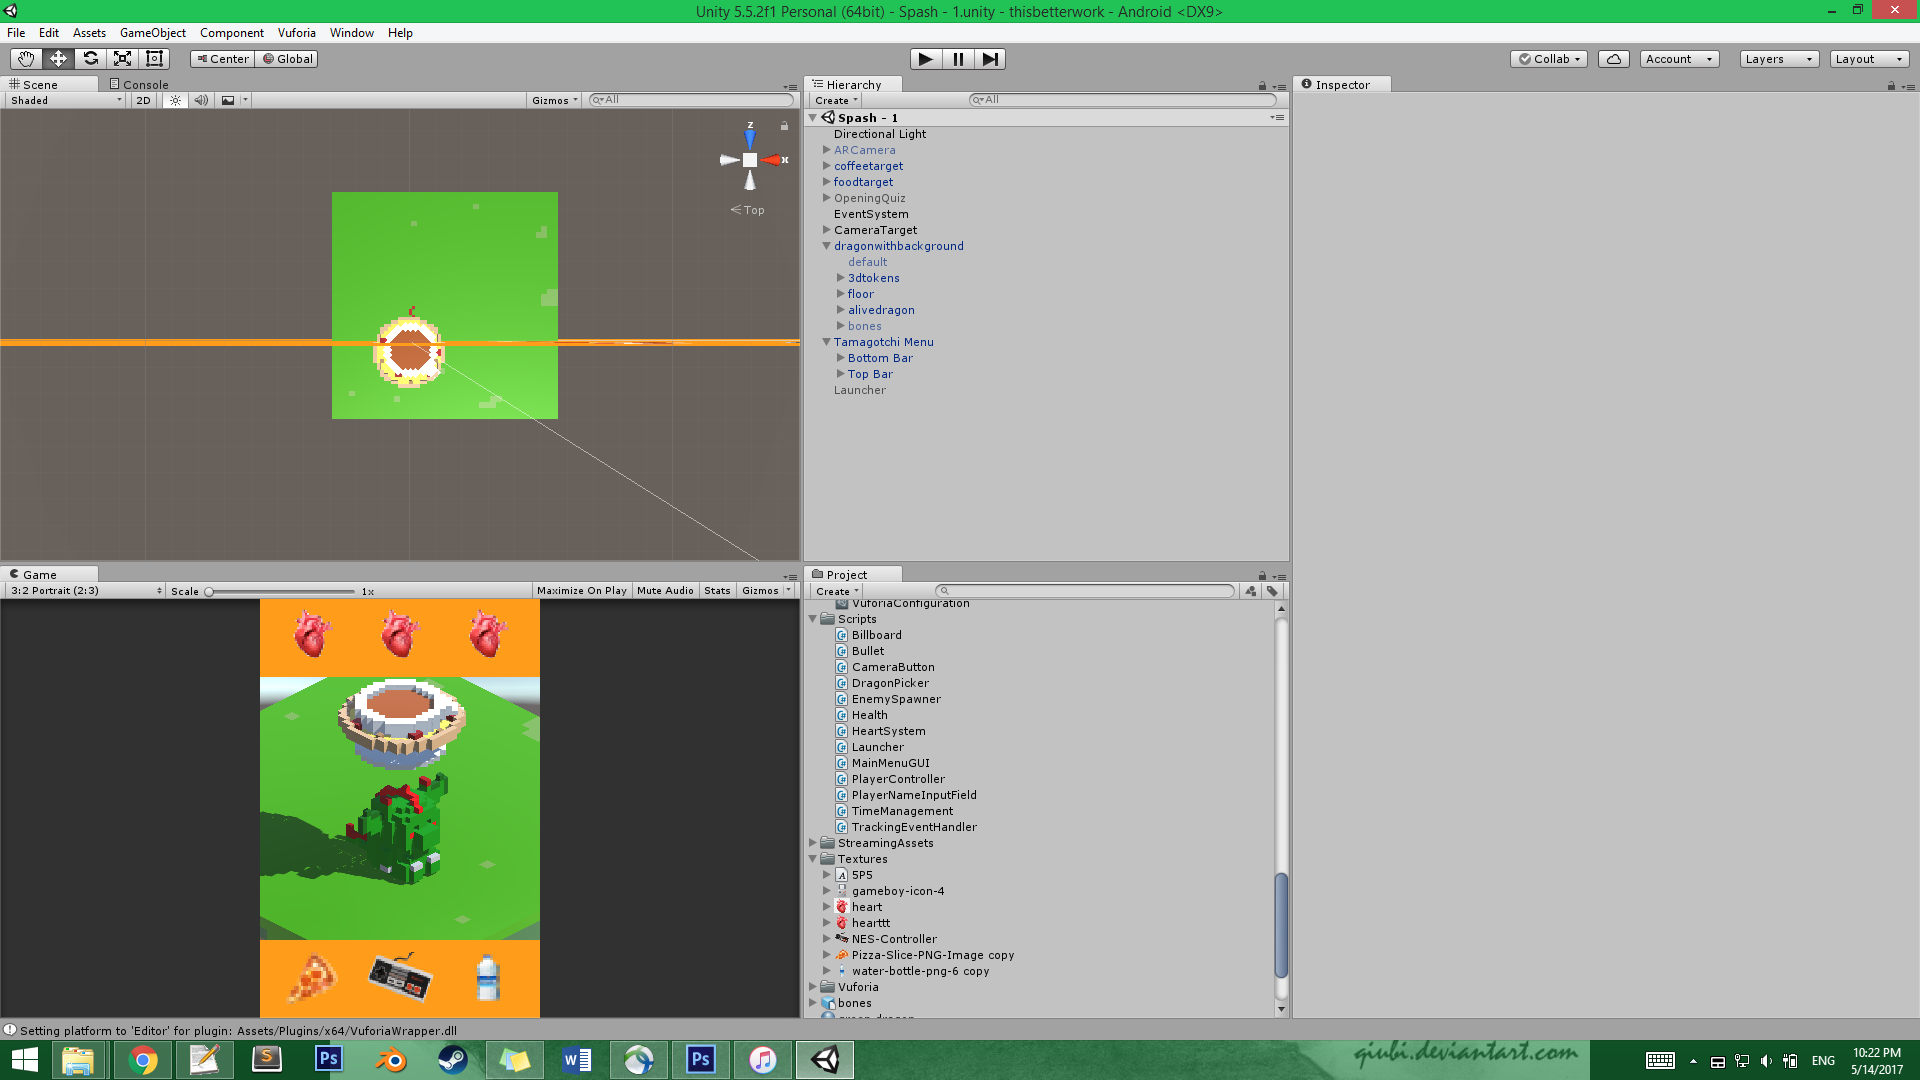 Unity 5.5.2f1 Personal (64bit) - Spash - 1.unity - thisbetterwork - Android <DX9>
File Edit Assets GameObject Component Vuforia Window Help
Center Global
Collab Account Layers Layout
Scene Console
Shaded 2D Gizmos All
z
x
Top
Hierarchy
Create All
Spash - 1
Directional Light
ARCamera
coffeetarget
foodtarget
OpeningQuiz
EventSystem
CameraTarget
dragonwithbackground
default
3dtokens
floor
alivedragon
bones
Tamagotchi Menu
Bottom Bar
Top Bar
Launcher
Inspector
Game
3:2 Portrait (2:3) Scale 1x Maximize On Play Mute Audio Stats Gizmos
Project
Create
VuforiaConfiguration
Scripts
Billboard
Bullet
CameraButton
DragonPicker
EnemySpawner
Health
HeartSystem
Launcher
MainMenuGUI
PlayerController
PlayerNameInputField
TimeManagement
TrackingEventHandler
StreamingAssets
Textures
5P5
gameboy-icon-4
heart
hearttt
NES-Controller
Pizza-Slice-PNG-Image copy
water-bottle-png-6 copy
Vuforia
bones
Setting platform to 'Editor' for plugin: Assets/Plugins/x64/VuforiaWrapper.dll
qiubi.deviantart.com
ENG
10:22 PM
5/14/2017